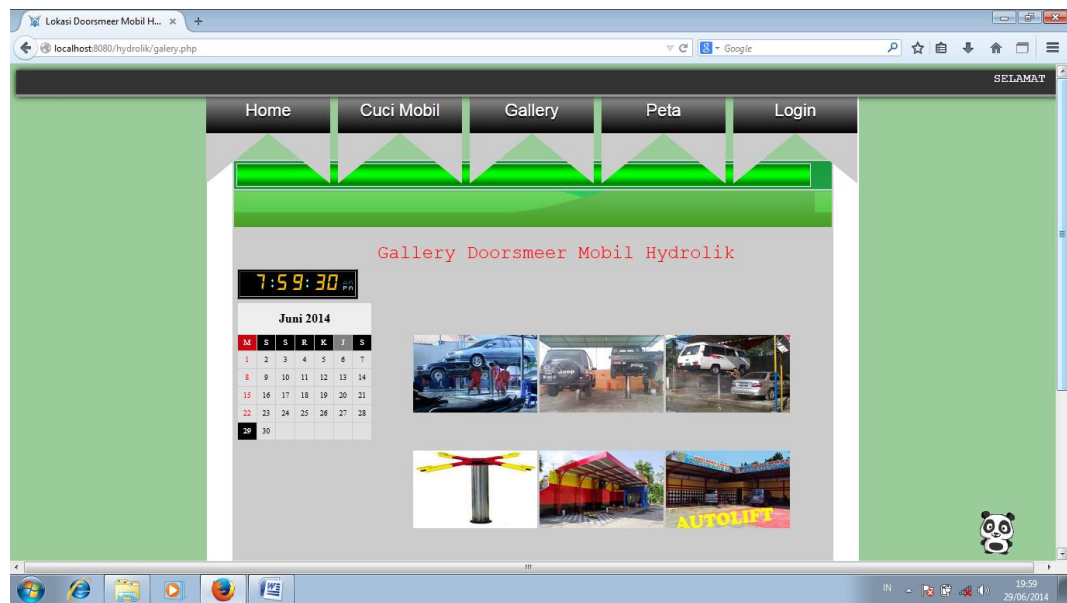 Lokasi Doorsmeer Mobil H...
localhost:8080/hydrolik/galery.php
Google
SELAMAT
Home Cuci Mobil Gallery Peta Login
Gallery Doorsmeer Mobil Hydrolik
7:59:30 am pm
Juni 2014
M S S R K J S
1 2 3 4 5 6 7
8 9 10 11 12 13 14
15 16 17 18 19 20 21
22 23 24 25 26 27 28
29 30
Jeep
AUTOLIFT
IN
19:59
29/06/2014